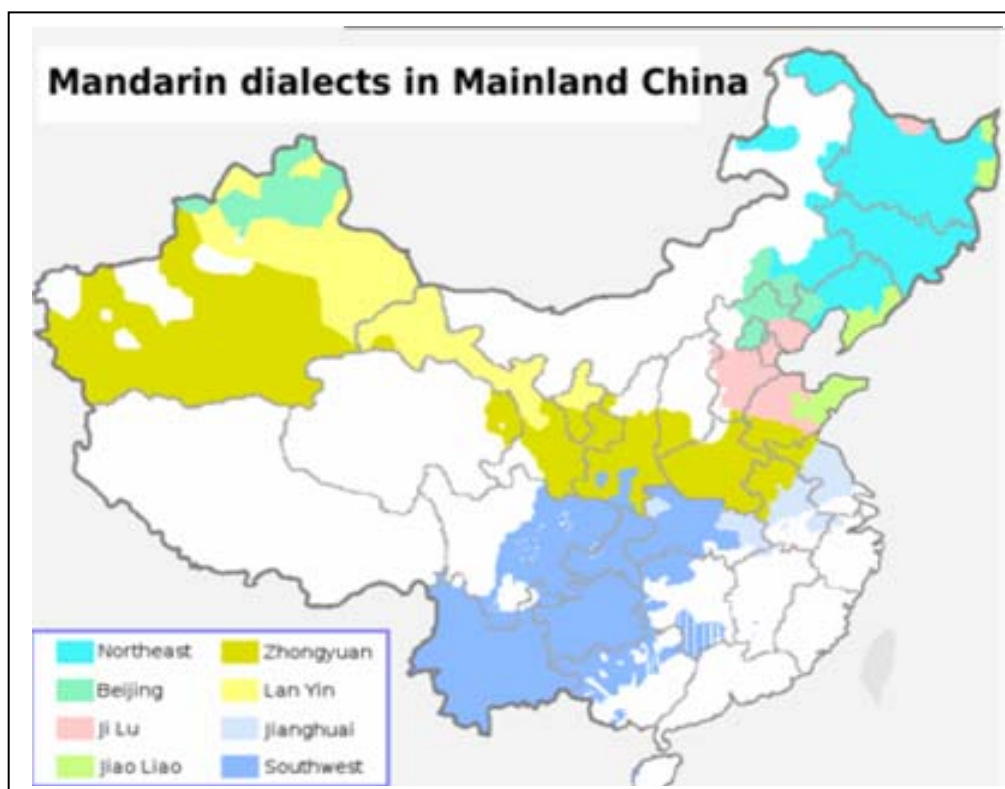 Mandarin dialects in Mainland China
Northeast Zhongyuan
Beijing Lan Yin
Ji Lu Jianghuai
Jiao Liao Southwest